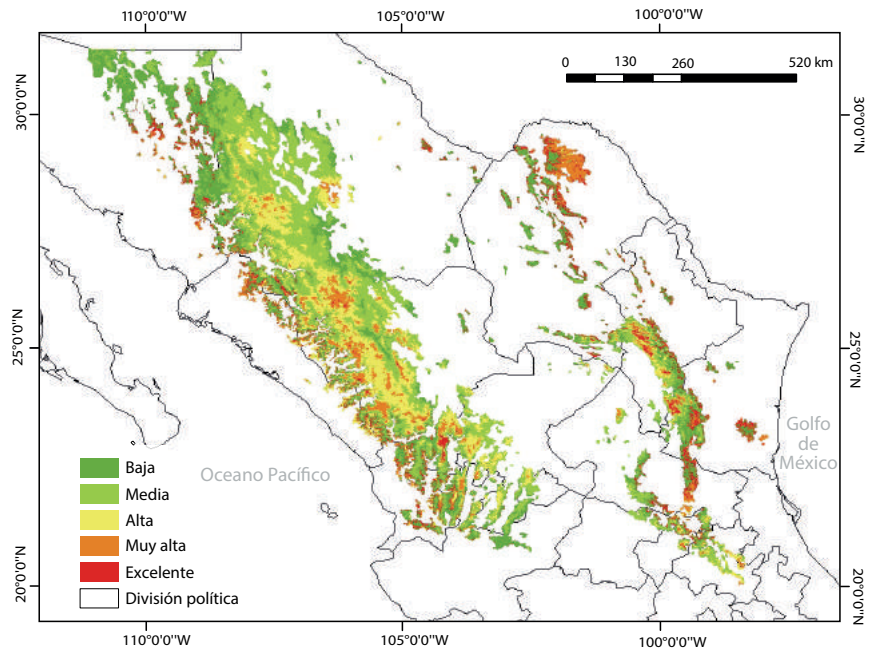 110°0'0"W
105°0'0"W
100°0'0"W
0
130
260
520 km
30°0'0"N
30°0'0"N
25°0'0"N
25°0'0"N
Golfo
de
México
Baja
Oceano Pacífico
Media
Alta
Muy alta
Excelente
División política
20°0'0"N
20°0'0"N
110°0'0"W
105°0'0"W
100°0'0"W